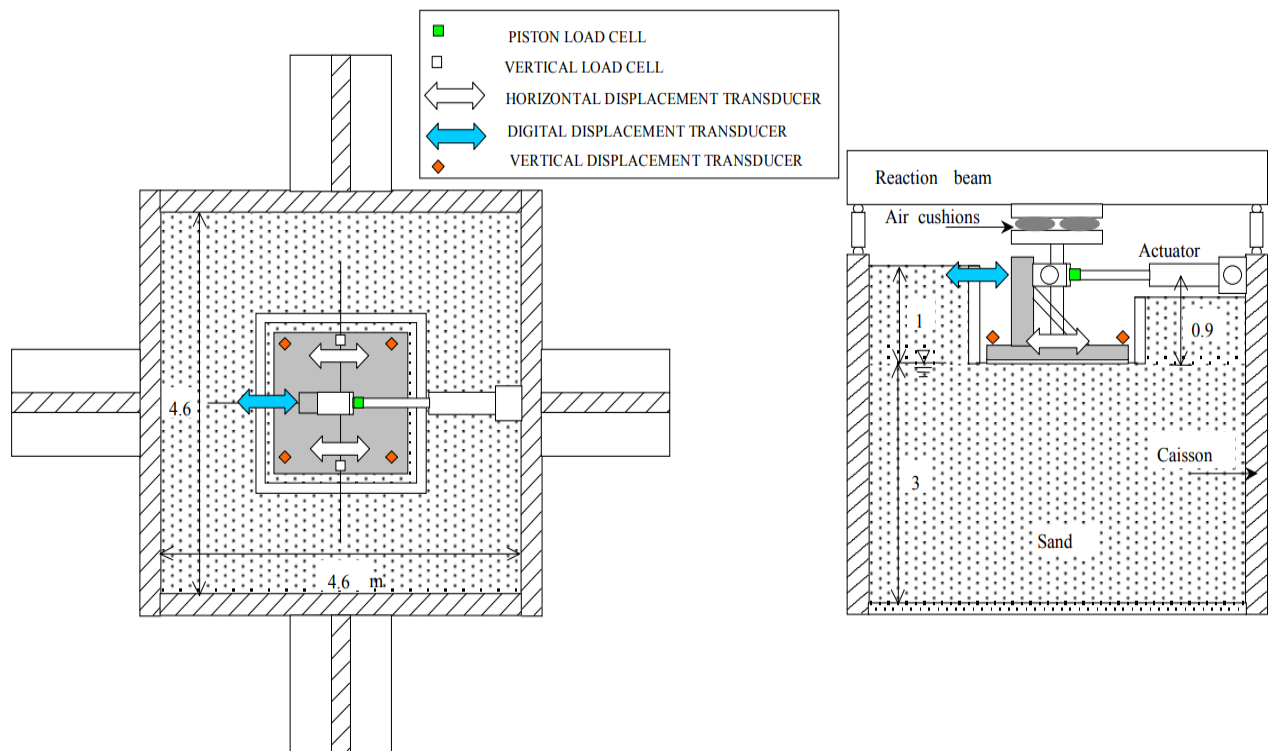 PISTON LOAD CELL
VERTICAL LOAD CELL
HORIZONTAL DISPLACEMENT TRANSDUCER
DIGITAL DISPLACEMENT TRANSDUCER
VERTICAL DISPLACEMENT TRANSDUCER
4.6
4.6 m
Reaction beam
Air cushions
Actuator
1
0.9
3
Caisson
Sand